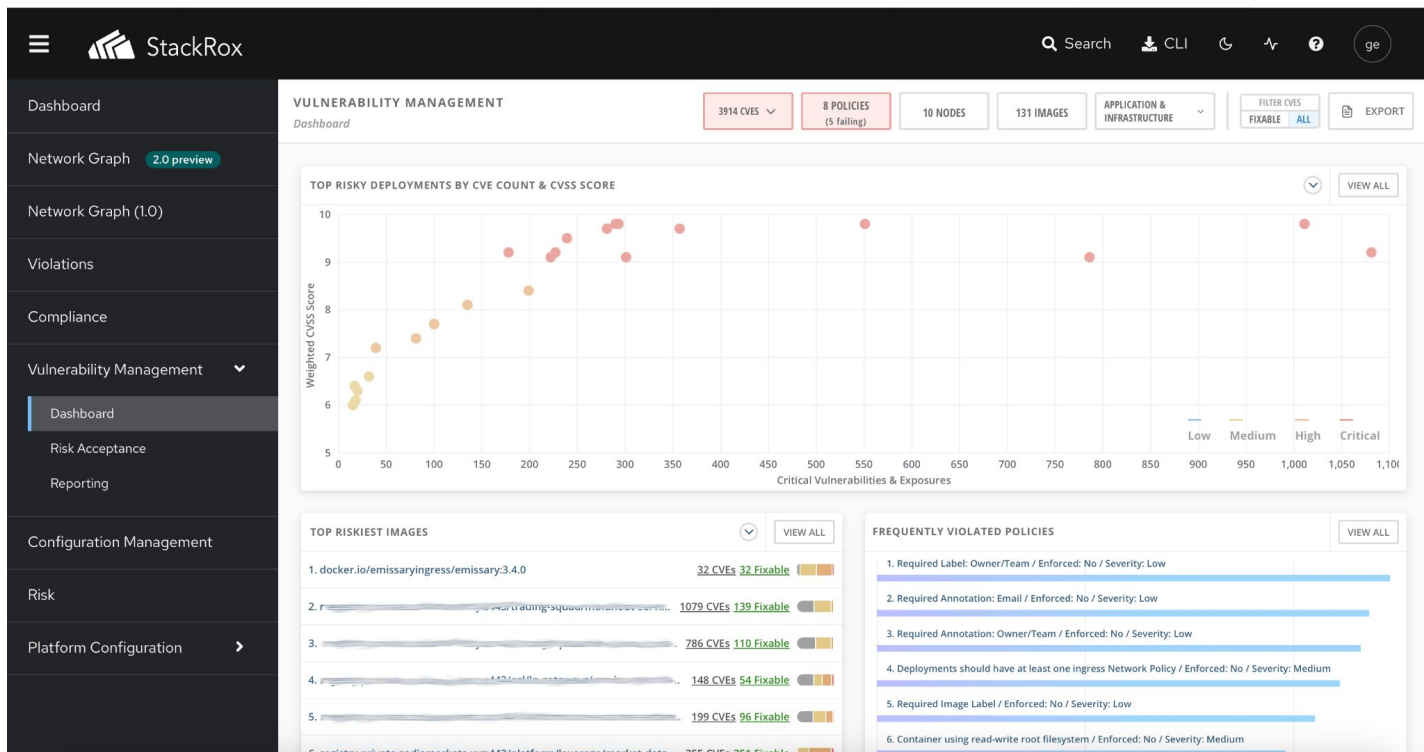 StackRox
Search
CLI
ge
Dashboard
Network Graph 2.0 preview
Network Graph (1.0)
Violations
Compliance
Vulnerability Management
Dashboard
Risk Acceptance
Reporting
Configuration Management
Risk
Platform Configuration
VULNERABILITY MANAGEMENT
Dashboard
3914 CVES
8 POLICIES
(5 failing)
10 NODES
131 IMAGES
APPLICATION &
INFRASTRUCTURE
FILTER CVES
FIXABLE ALL
EXPORT
TOP RISKY DEPLOYMENTS BY CVE COUNT & CVSS SCORE
VIEW ALL
Weighted CVSS Score
10
9
8
7
6
5
Low Medium High Critical
0 50 100 150 200 250 300 350 400 450 500 550 600 650 700 750 800 850 900 950 1,000 1,050 1,100
Critical Vulnerabilities & Exposures
TOP RISKIEST IMAGES
VIEW ALL
1. docker.io/emissaryingress/emissary:3.4.0 32 CVEs 32 Fixable
2. 1079 CVEs 139 Fixable
3. 786 CVEs 110 Fixable
4. 148 CVEs 54 Fixable
5. 199 CVEs 96 Fixable
FREQUENTLY VIOLATED POLICIES
VIEW ALL
1. Required Label: Owner/Team / Enforced: No / Severity: Low
2. Required Annotation: Email / Enforced: No / Severity: Low
3. Required Annotation: Owner/Team / Enforced: No / Severity: Low
4. Deployments should have at least one ingress Network Policy / Enforced: No / Severity: Medium
5. Required Image Label / Enforced: No / Severity: Low
6. Container using read-write root filesystem / Enforced: No / Severity: Medium